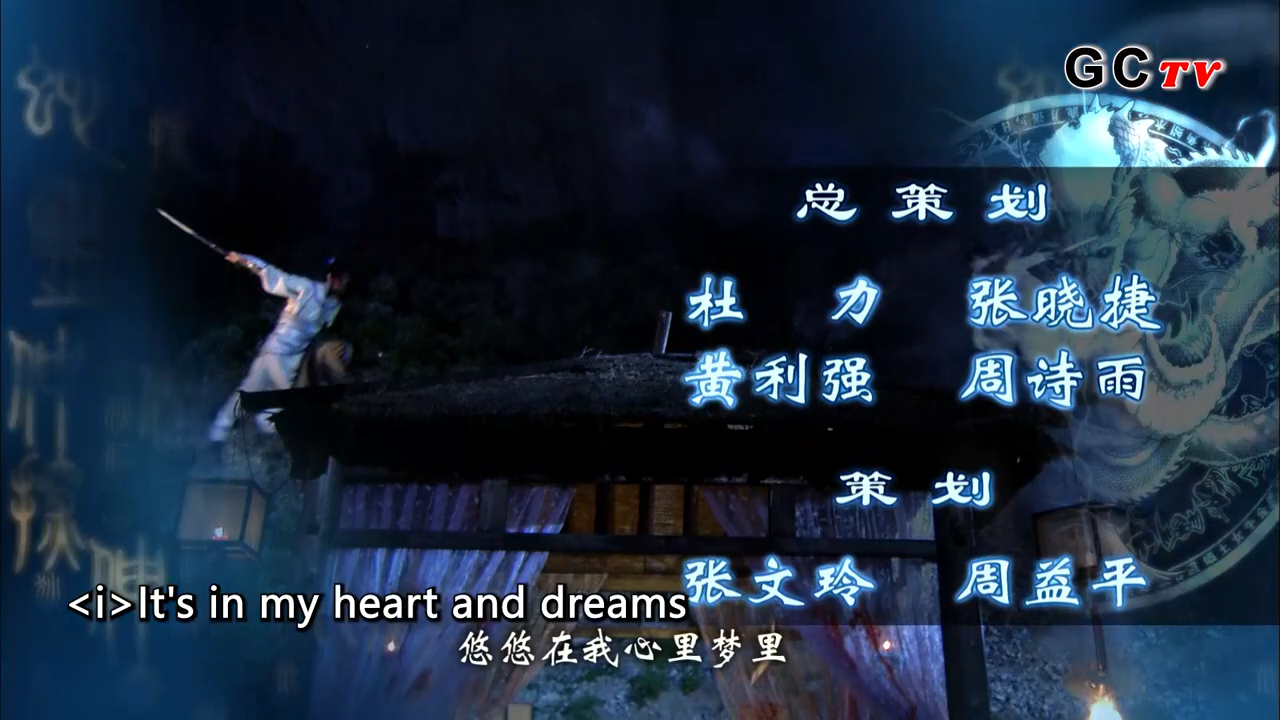 GCTV
总策划
杜力 张晓捷
黄利强 周诗雨
策划
张文玲 周益平
<i>It's in my heart and dreams
悠悠在我心里梦里